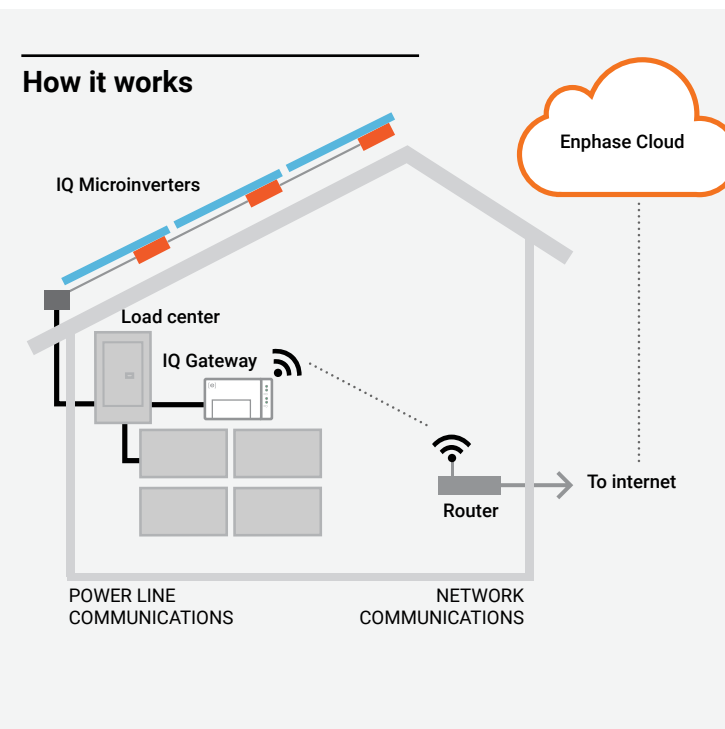 How it works
Enphase Cloud
IQ Microinverters
Load center
IQ Gateway
To internet
Router
POWER LINE
COMMUNICATIONS
NETWORK
COMMUNICATIONS